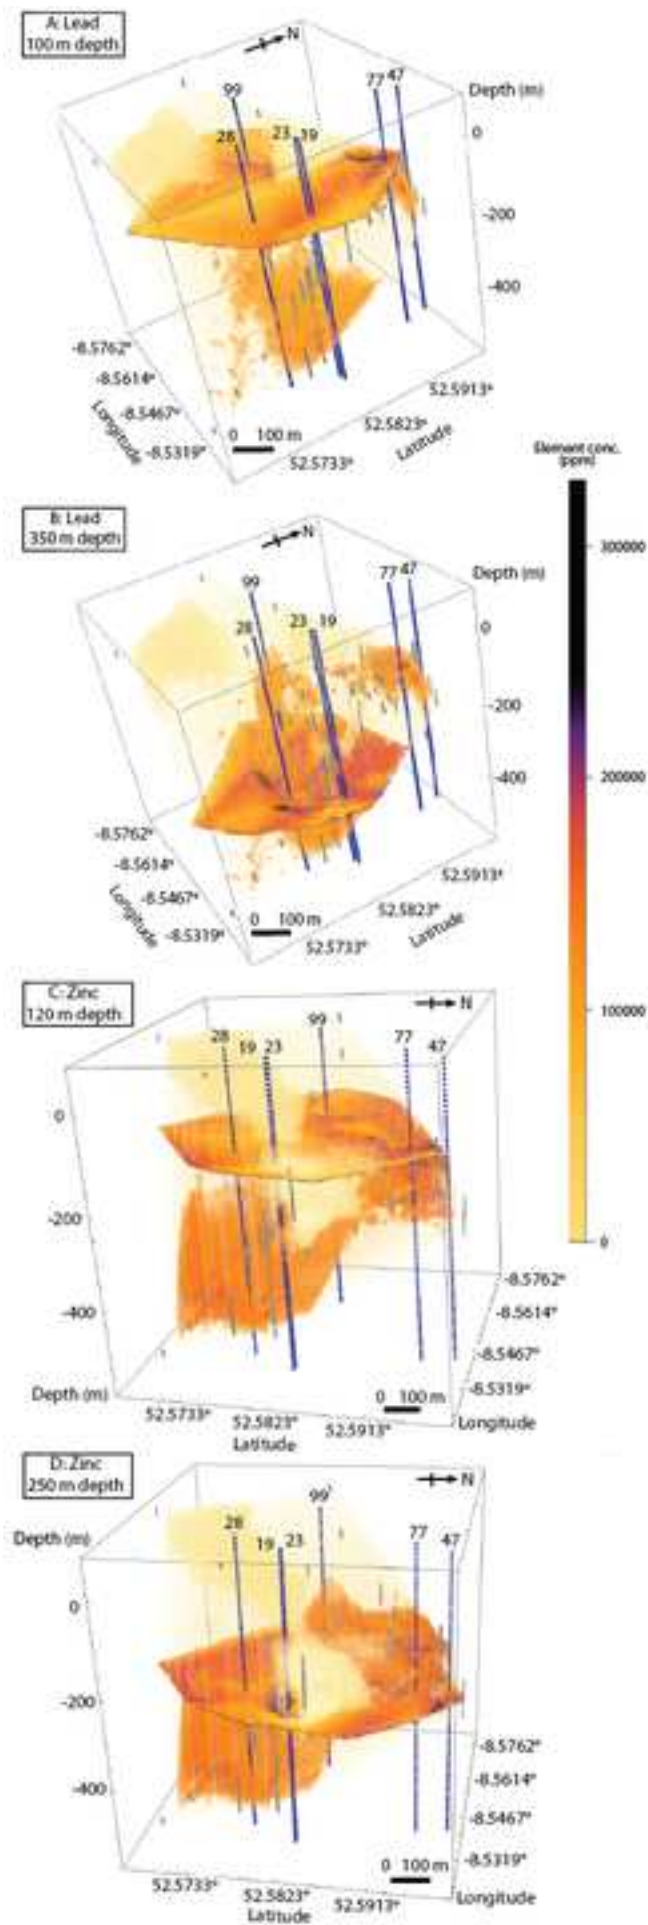 A: Lead
100 m depth
N
99
77 47
Depth (m)
28
23 19
0
-200
-400
-8.5762°
-8.5614°
-8.5467°
-8.5319°
Longitude
52.5913°
52.5823°
52.5733°
Latitude
0 100 m
Element conc.
(ppm)
300000
200000
100000
0
B: Lead
350 m depth
N
99
77 47
Depth (m)
28
23 19
0
-200
-400
-8.5762°
-8.5614°
-8.5467°
-8.5319°
Longitude
52.5913°
52.5823°
52.5733°
Latitude
0 100 m
C: Zinc
120 m depth
N
28
19 23
99
77
47
0
-200
-400
Depth (m)
-8.5762°
-8.5614°
-8.5467°
-8.5319°
0 100 m
52.5733°
52.5823°
52.5913°
Longitude
Latitude
D: Zinc
250 m depth
N
99
Depth (m)
28
19 23
77
47
0
-200
-400
-8.5762°
-8.5614°
-8.5467°
-8.5319°
0 100 m
52.5733°
52.5823°
52.5913°
Longitude
Latitude